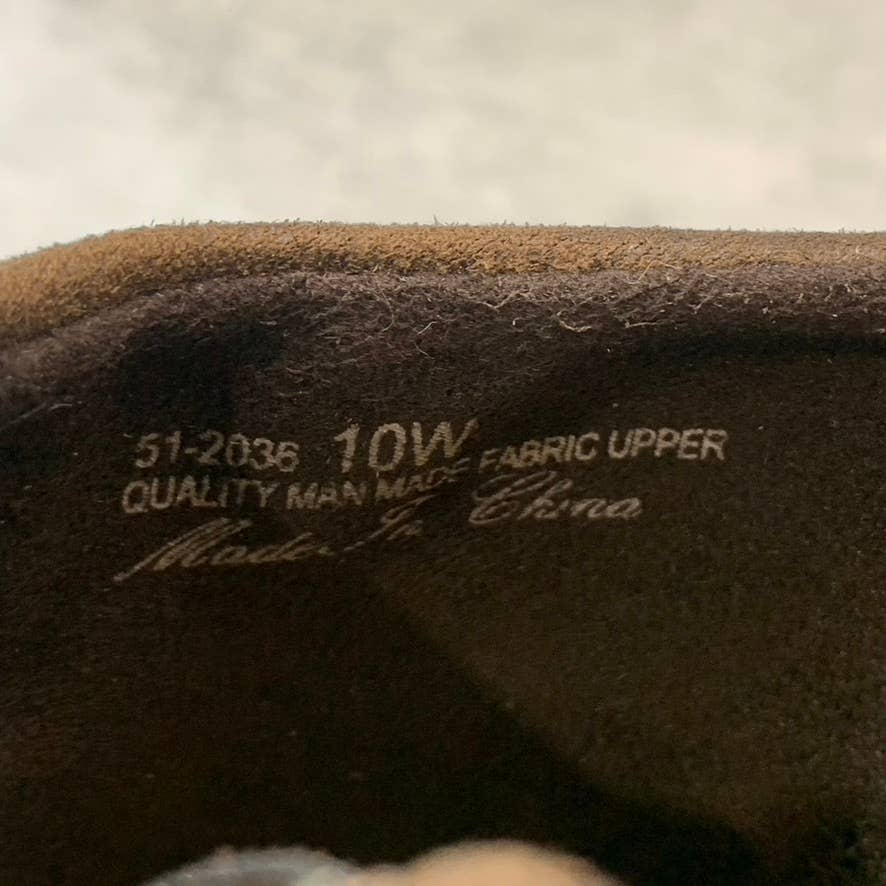 51-2036 10W
QUALITY MAN MADE FABRIC UPPER
Made In China